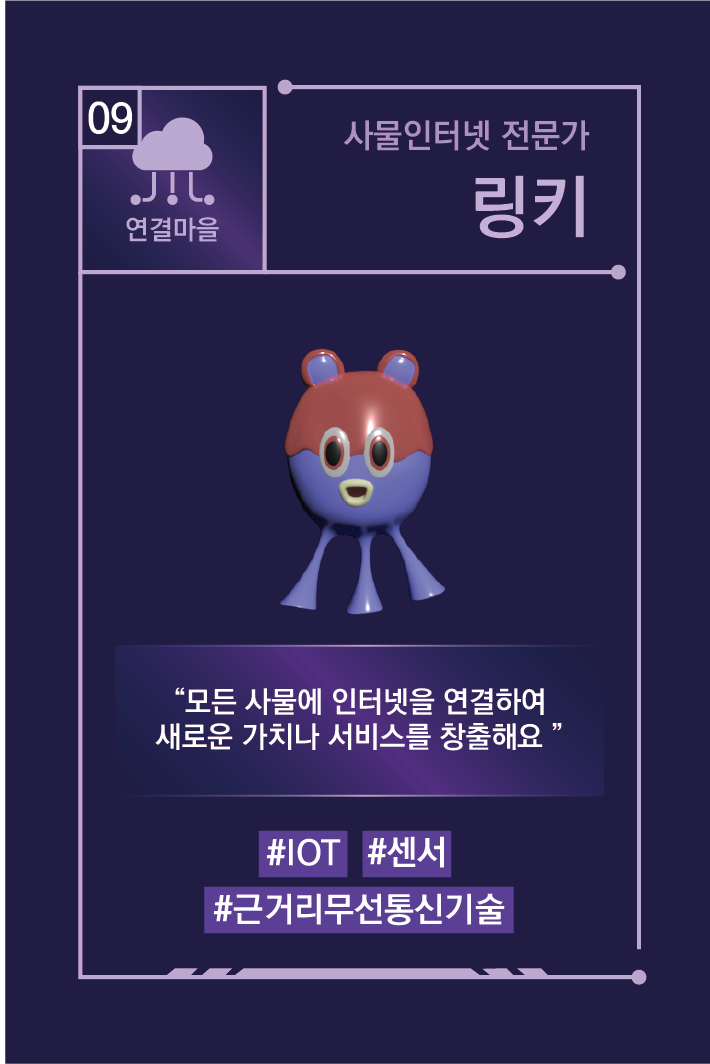 09
연결마을
사물인터넷 전문가
링키
“모든 사물에 인터넷을 연결하여
새로운 가치나 서비스를 창출해요 ”
#IOT #센서
#근거리무선통신기술